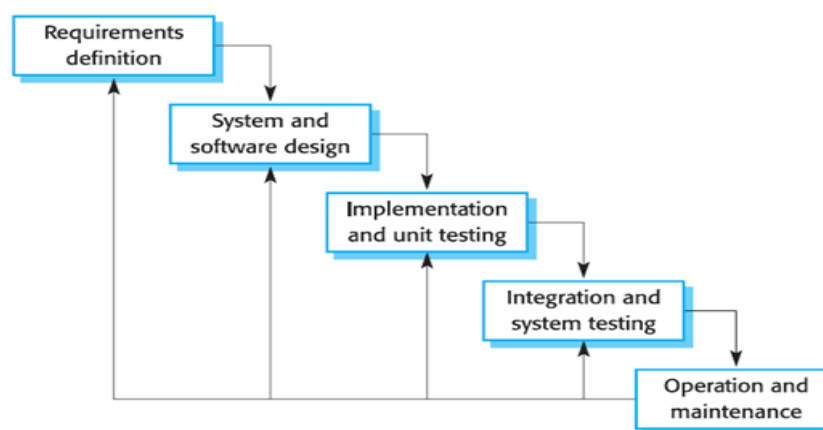 Requirements
definition
System and
software design
Implementation
and unit testing
Integration and
system testing
Operation and
maintenance